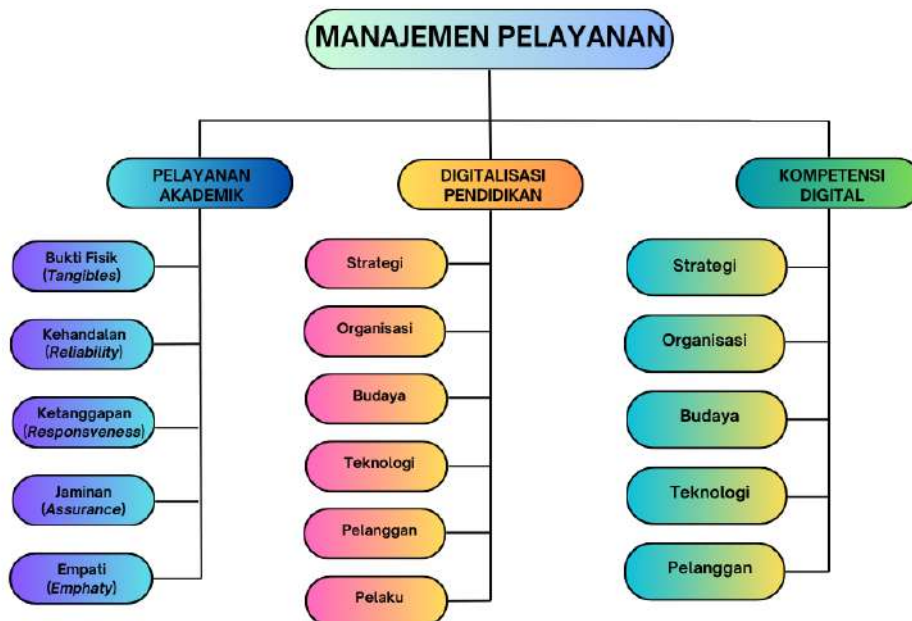 MANAJEMEN PELAYANAN
PELAYANAN
AKADEMIK
Bukti Fisik
(Tangibles)
Kehandalan
(Reliability)
Ketanggapan
(Responsveness)
Jaminan
(Assurance)
Empati
(Emphaty)
DIGITALISASI
PENDIDIKAN
Strategi
Organisasi
Budaya
Teknologi
Pelanggan
Pelaku
KOMPETENSI
DIGITAL
Strategi
Organisasi
Budaya
Teknologi
Pelanggan